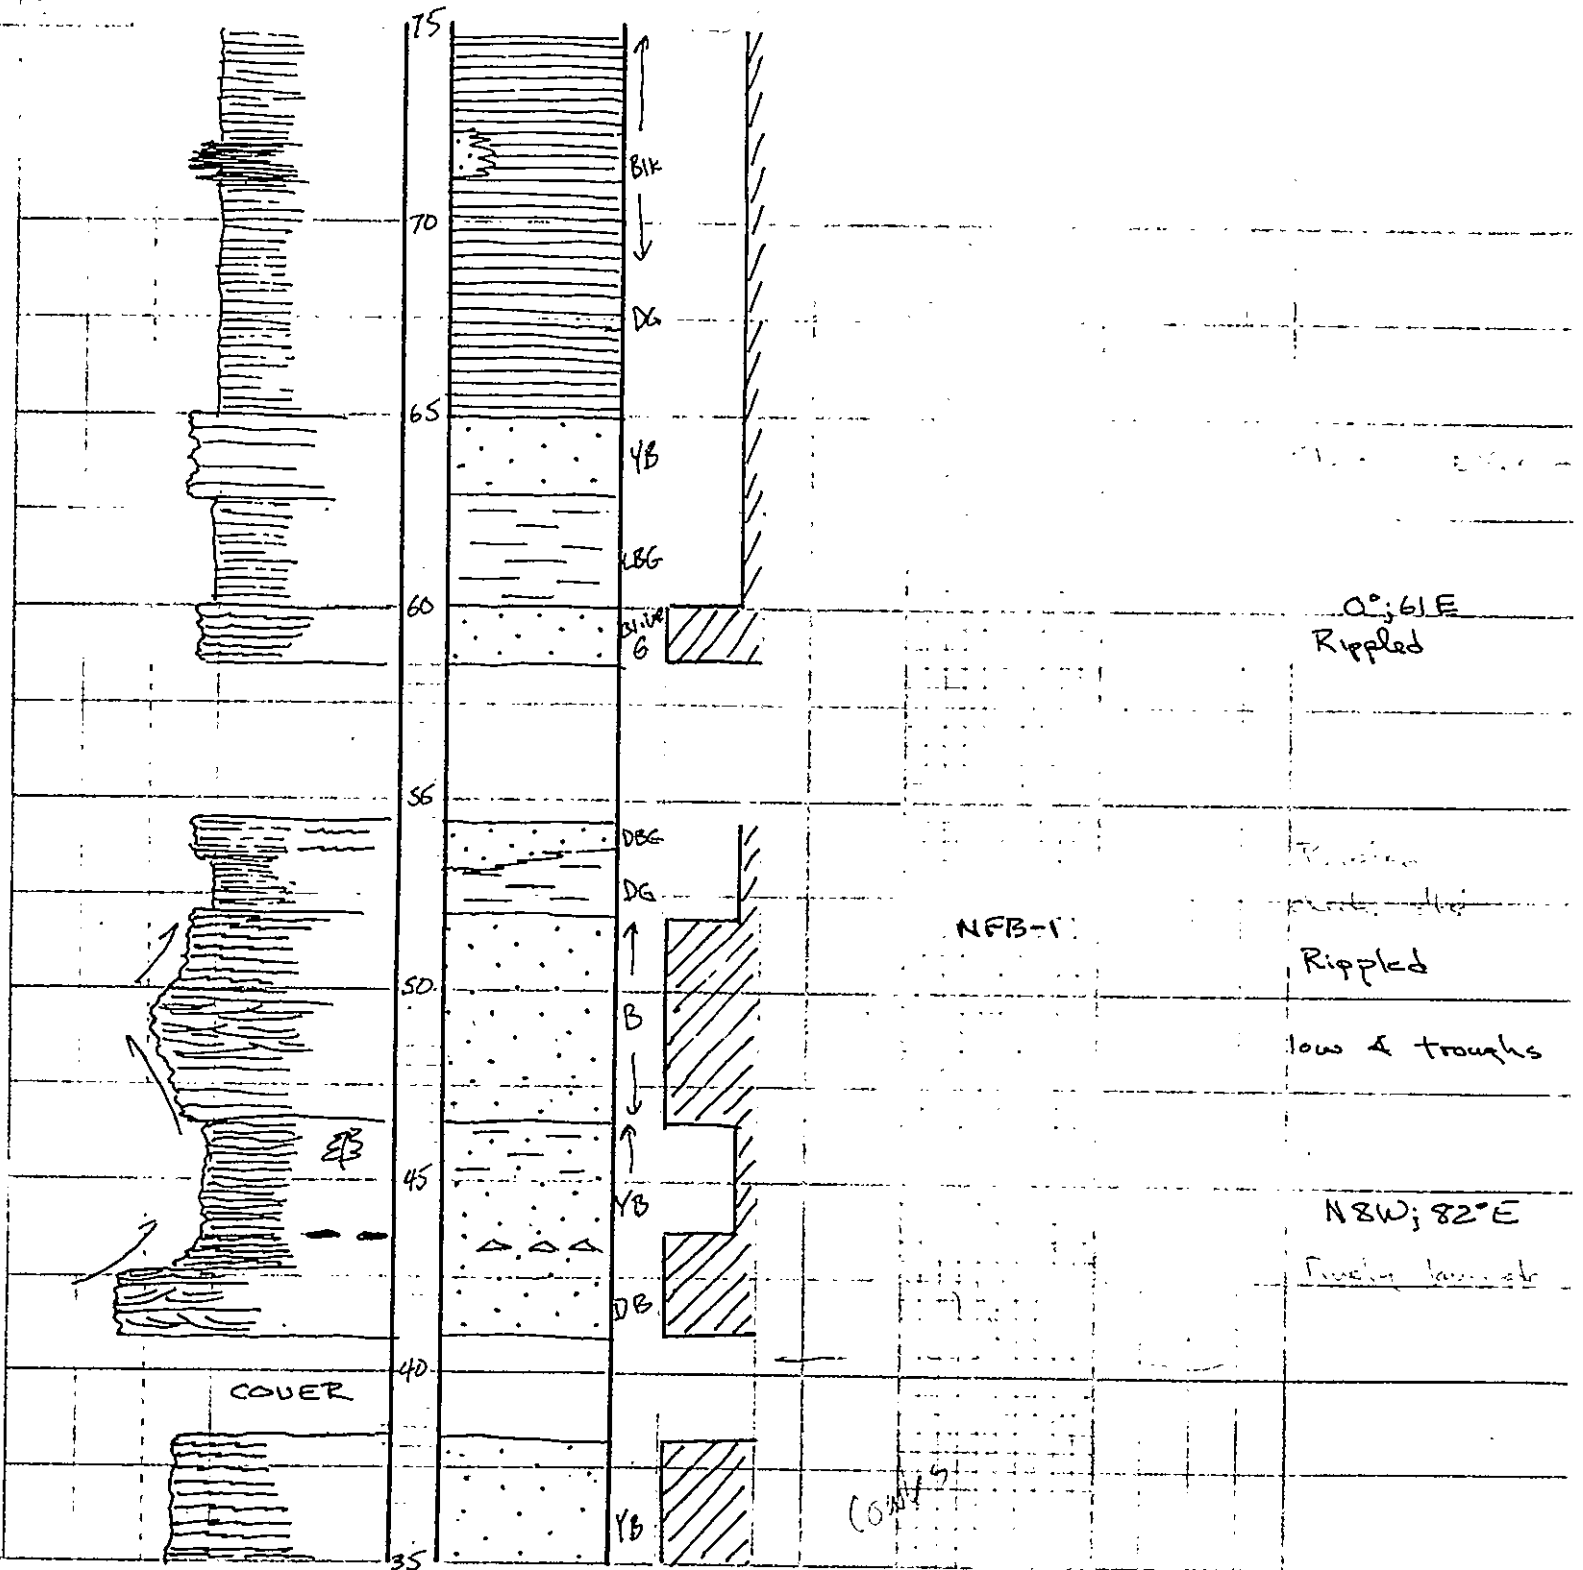 75
Blk
70
DG
65
YB
LBG
60
0°; 61E
G
Rippled
56
DBG
DG
NFB-1
Rippled
50
B
low & troughs
45
YB
N8W; 82°E
DB
40
COVER
YB
35